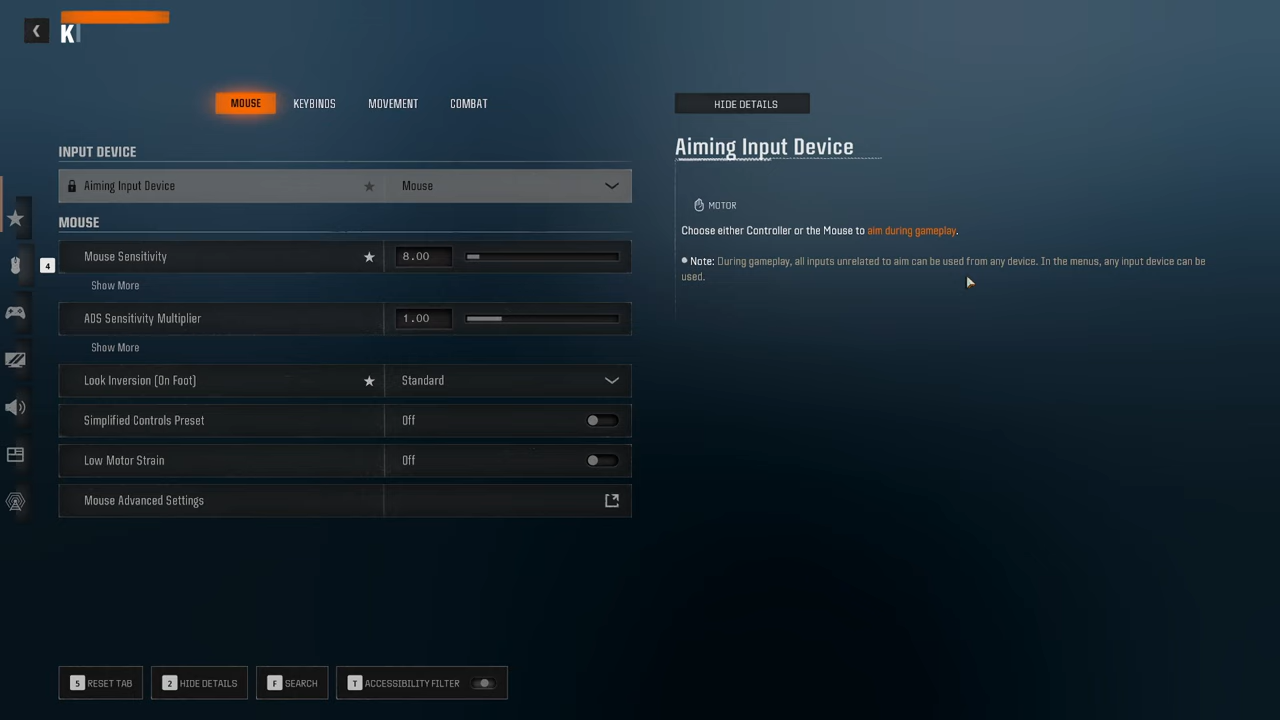 K
MOUSE KEYBINDS MOVEMENT COMBAT
HIDE DETAILS
INPUT DEVICE
Aiming Input Device Mouse
MOUSE
Mouse Sensitivity 8.00
4
Show More
ADS Sensitivity Multiplier 1.00
Show More
Look Inversion (On Foot) Standard
Simplified Controls Preset Off
Low Motor Strain Off
Mouse Advanced Settings
Aiming Input Device
MOTOR
Choose either Controller or the Mouse to aim during gameplay.
Note: During gameplay, all inputs unrelated to aim can be used from any device. In the menus, any input device can be
used.
5 RESET TAB 2 HIDE DETAILS F SEARCH T ACCESSIBILITY FILTER